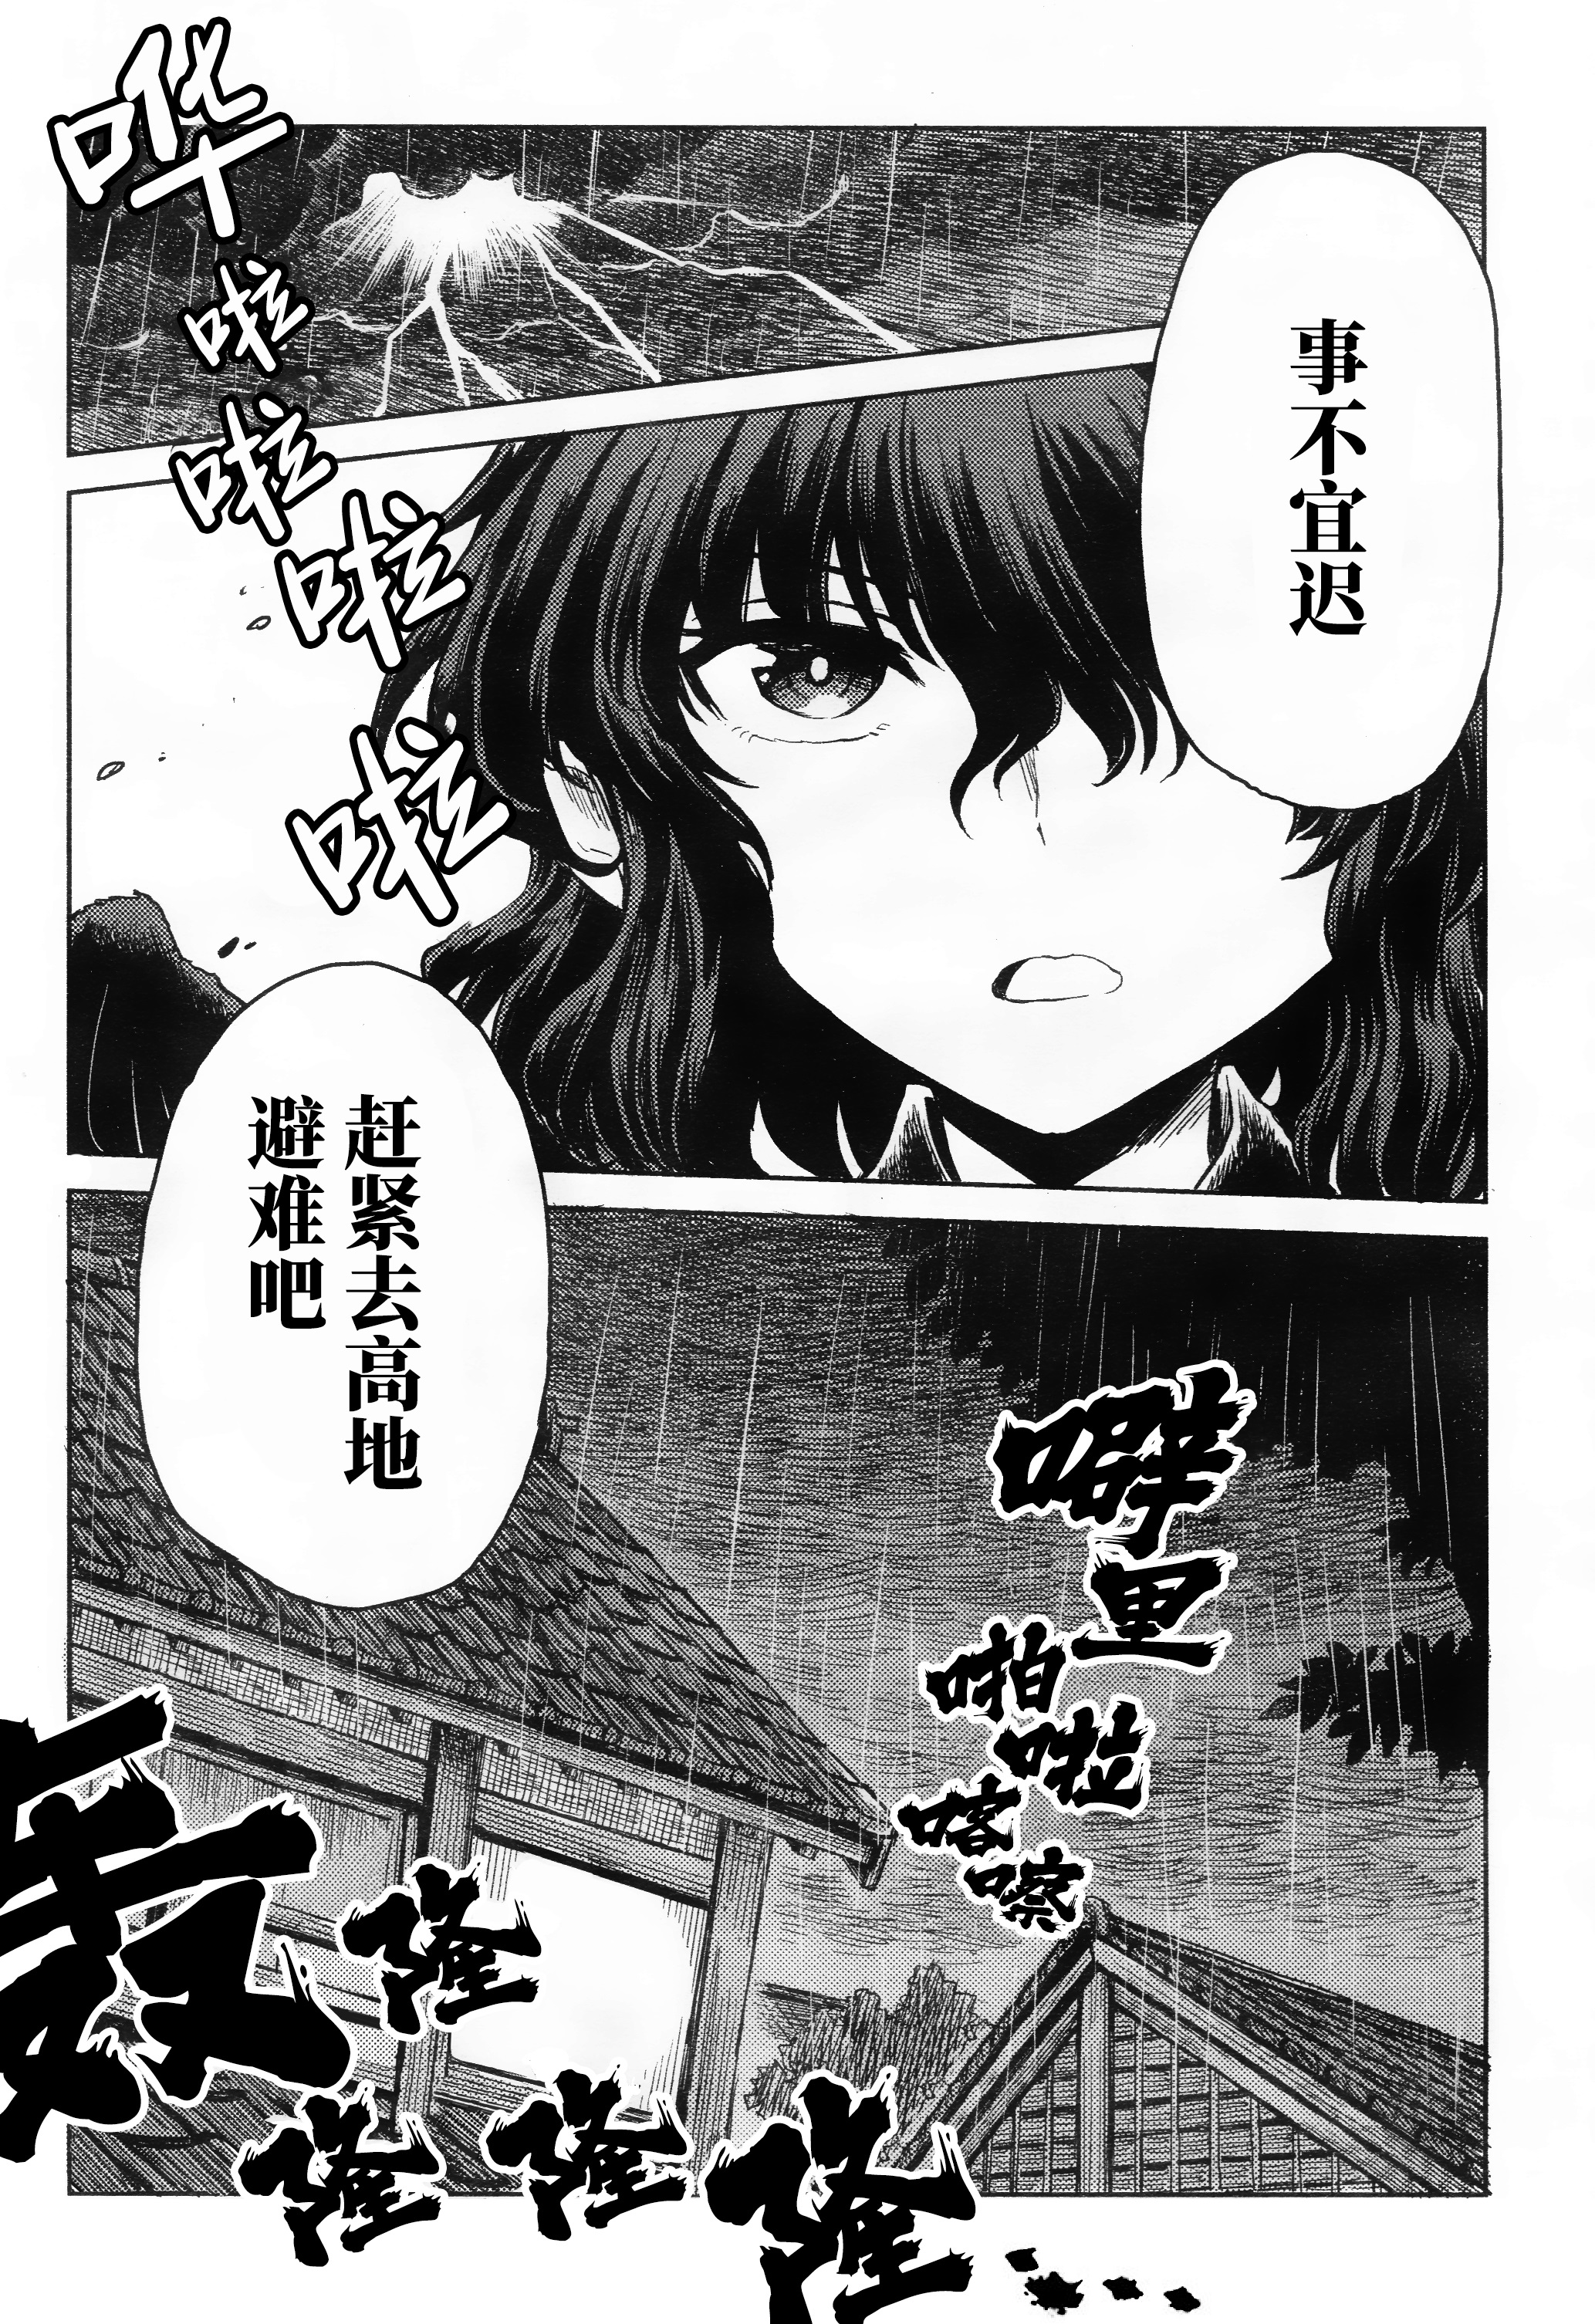 哗
啦
啦
啦
啦
事不宜迟
赶紧去高地
避难吧
噼
里
啪
啦
喀
嚓
轰
隆
隆
隆
隆
……